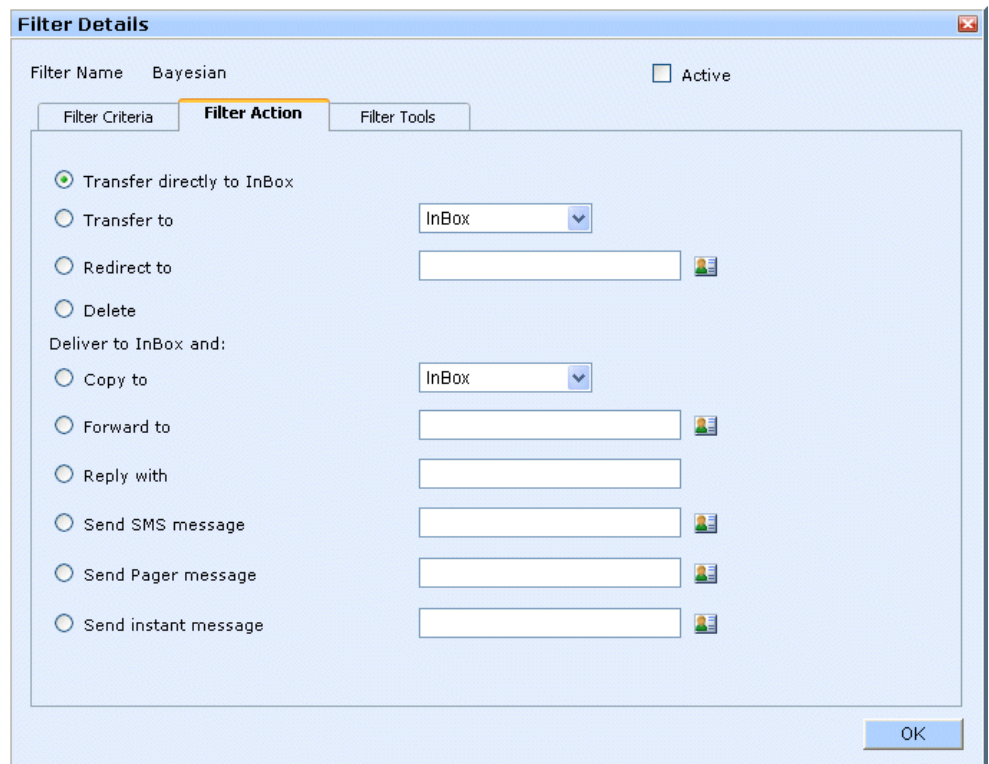 Filter Details
Filter Name Bayesian Active
Filter Criteria Filter Action Filter Tools
Transfer directly to InBox
Transfer to InBox
Redirect to
Delete
Deliver to InBox and:
Copy to InBox
Forward to
Reply with
Send SMS message
Send Pager message
Send instant message
OK